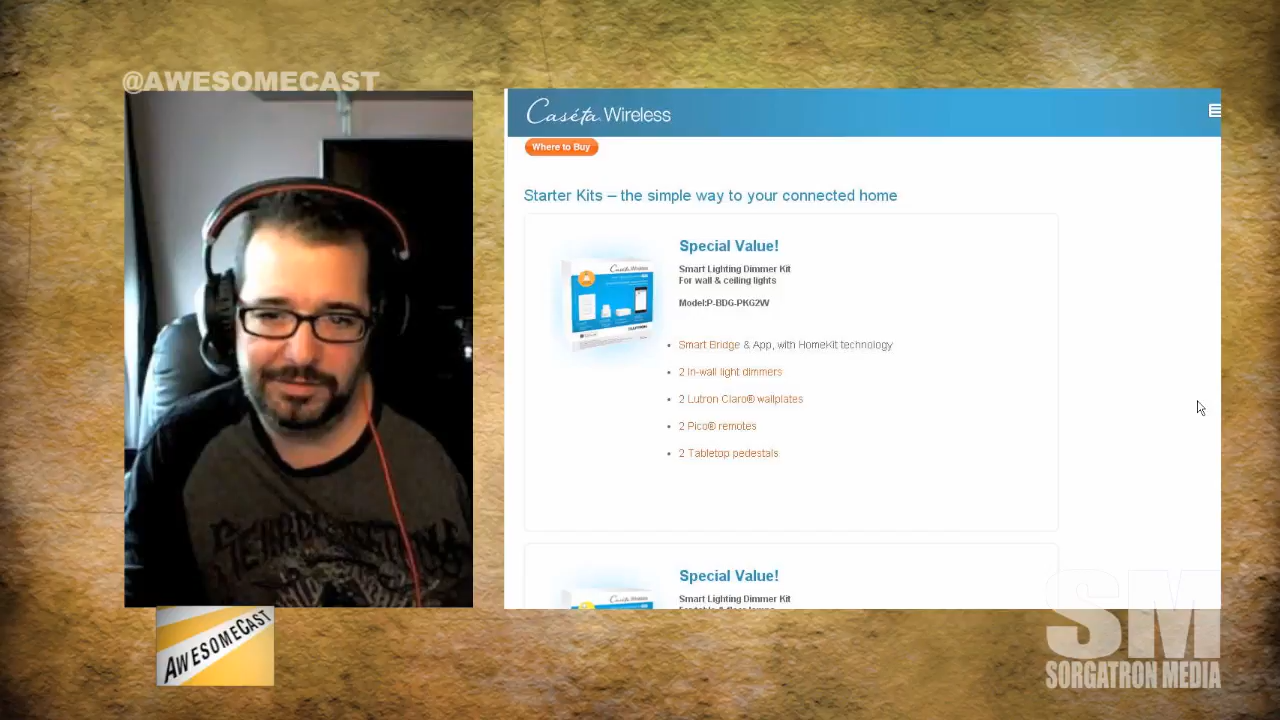 @AWESOMECAST
Caséta Wireless
Where to Buy
Starter Kits – the simple way to your connected home
Special Value!
Smart Lighting Dimmer Kit
For wall & ceiling lights
Model:P-BDG-PKG2W
Caséta Wireless
LUTRON
• Smart Bridge & App, with HomeKit technology
• 2 In-wall light dimmers
• 2 Lutron Claro® wallplates
• 2 Pico® remotes
• 2 Tabletop pedestals
Special Value!
Smart Lighting Dimmer Kit
AWESOMECAST
SM
SORGATRON MEDIA